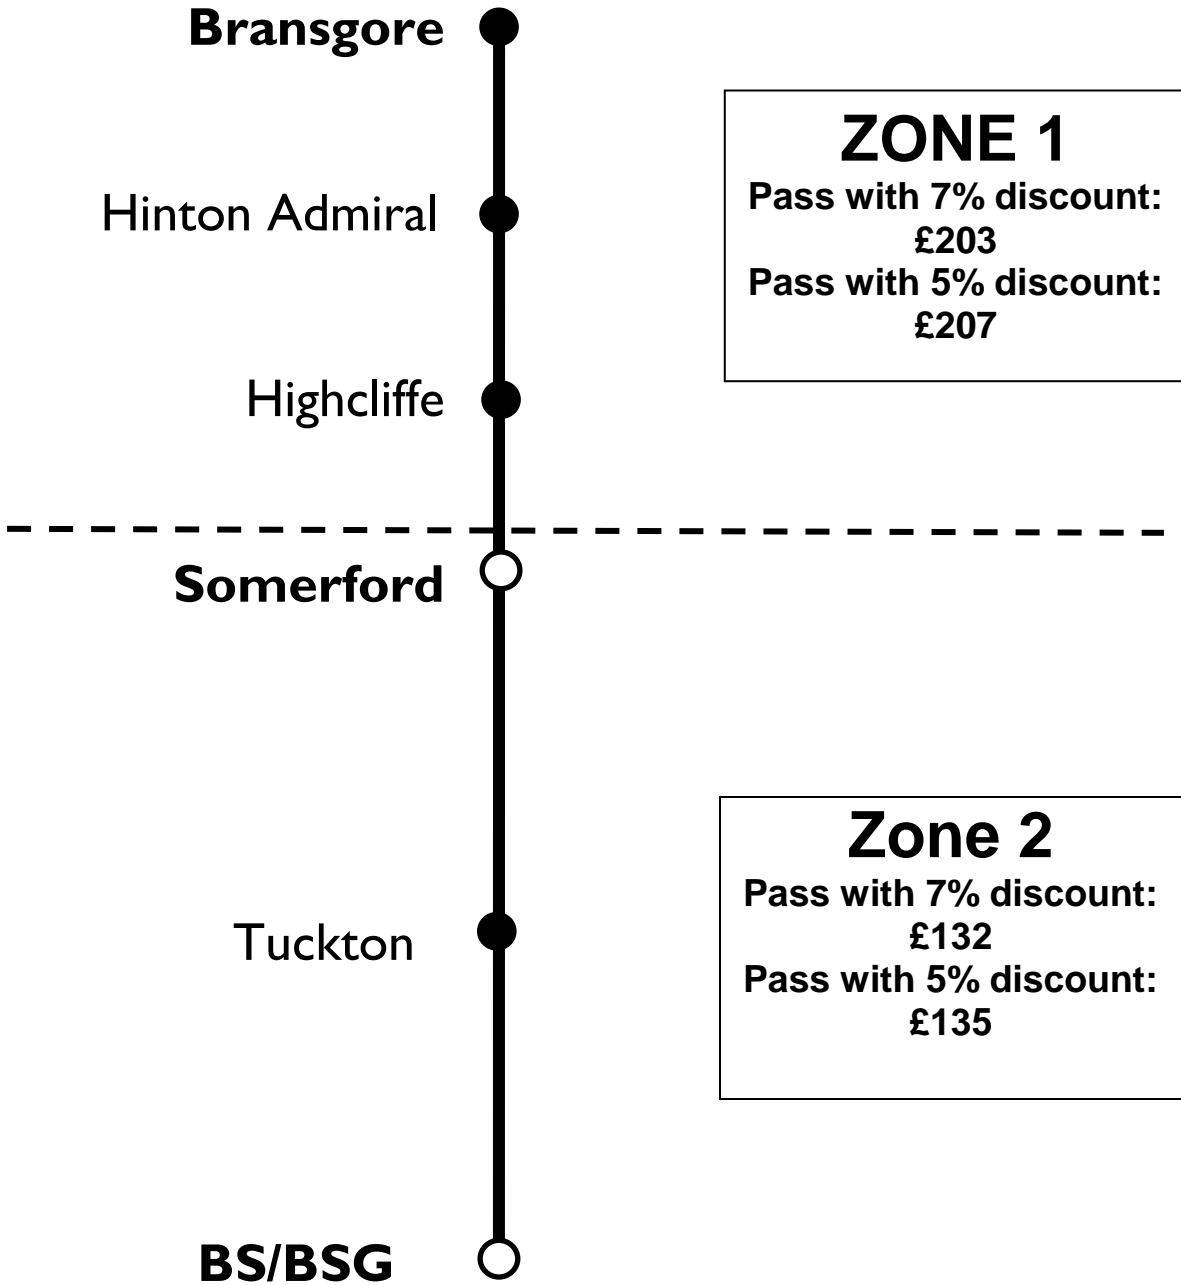 Bransgore
ZONE 1
Pass with 7% discount:
£203
Pass with 5% discount:
£207
Hinton Admiral
Highcliffe
Somerford
Zone 2
Pass with 7% discount:
£132
Pass with 5% discount:
£135
Tuckton
BS/BSG